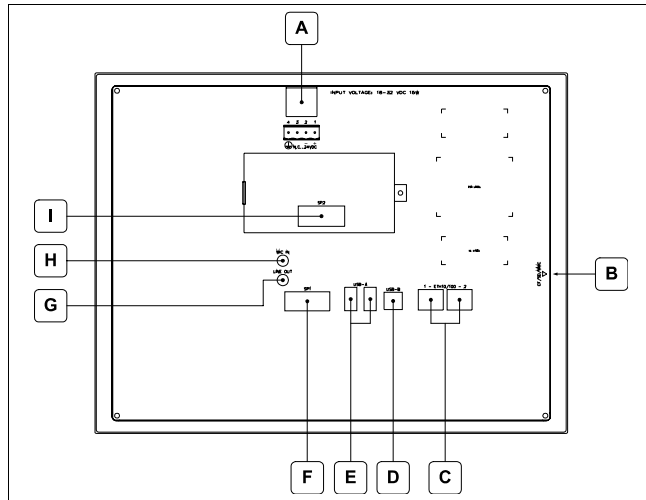 A
INPUT VOLTAGE: 18-32 VDC
4 3 2 1
N.C. 24VDC
I
SP2
H
MIC IN
B
G
LINE OUT
SP1
USB-A
USB-B
1 - ETH10/100 - 2
F
E
D
C